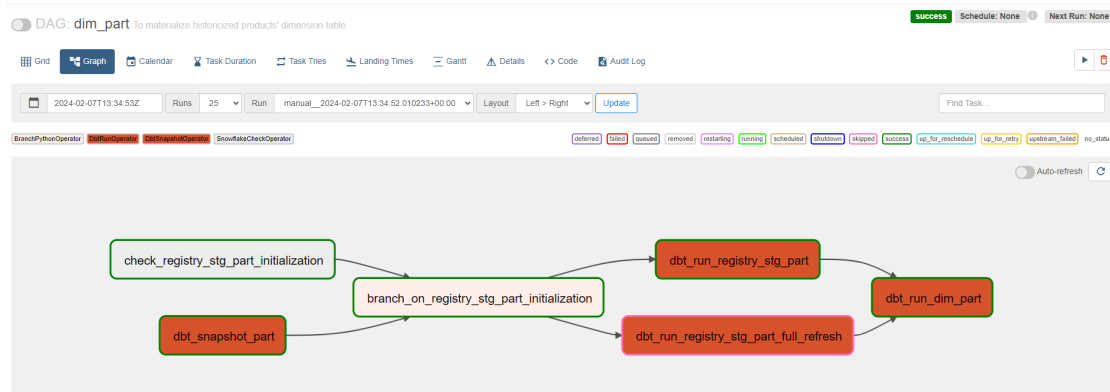 DAG: dim_part To materialize historicized products' dimension table
success Schedule: None Next Run: None
Grid Graph Calendar Task Duration Task Tries Landing Times Gantt Details Code Audit Log
2024-02-07T13:34:53Z Runs 25 Run manual__2024-02-07T13:34:52.010233+00:00 Layout Left > Right Update Find Task...
BranchPythonOperator DbtRunOperator DbtSnapshotOperator SnowflakeCheckOperator deferred failed queued removed restarting running scheduled shutdown skipped success up_for_reschedule up_for_retry upstream_failed no_status
Auto-refresh
check_registry_stg_part_initialization
dbt_run_registry_stg_part
branch_on_registry_stg_part_initialization
dbt_run_dim_part
dbt_snapshot_part
dbt_run_registry_stg_part_full_refresh